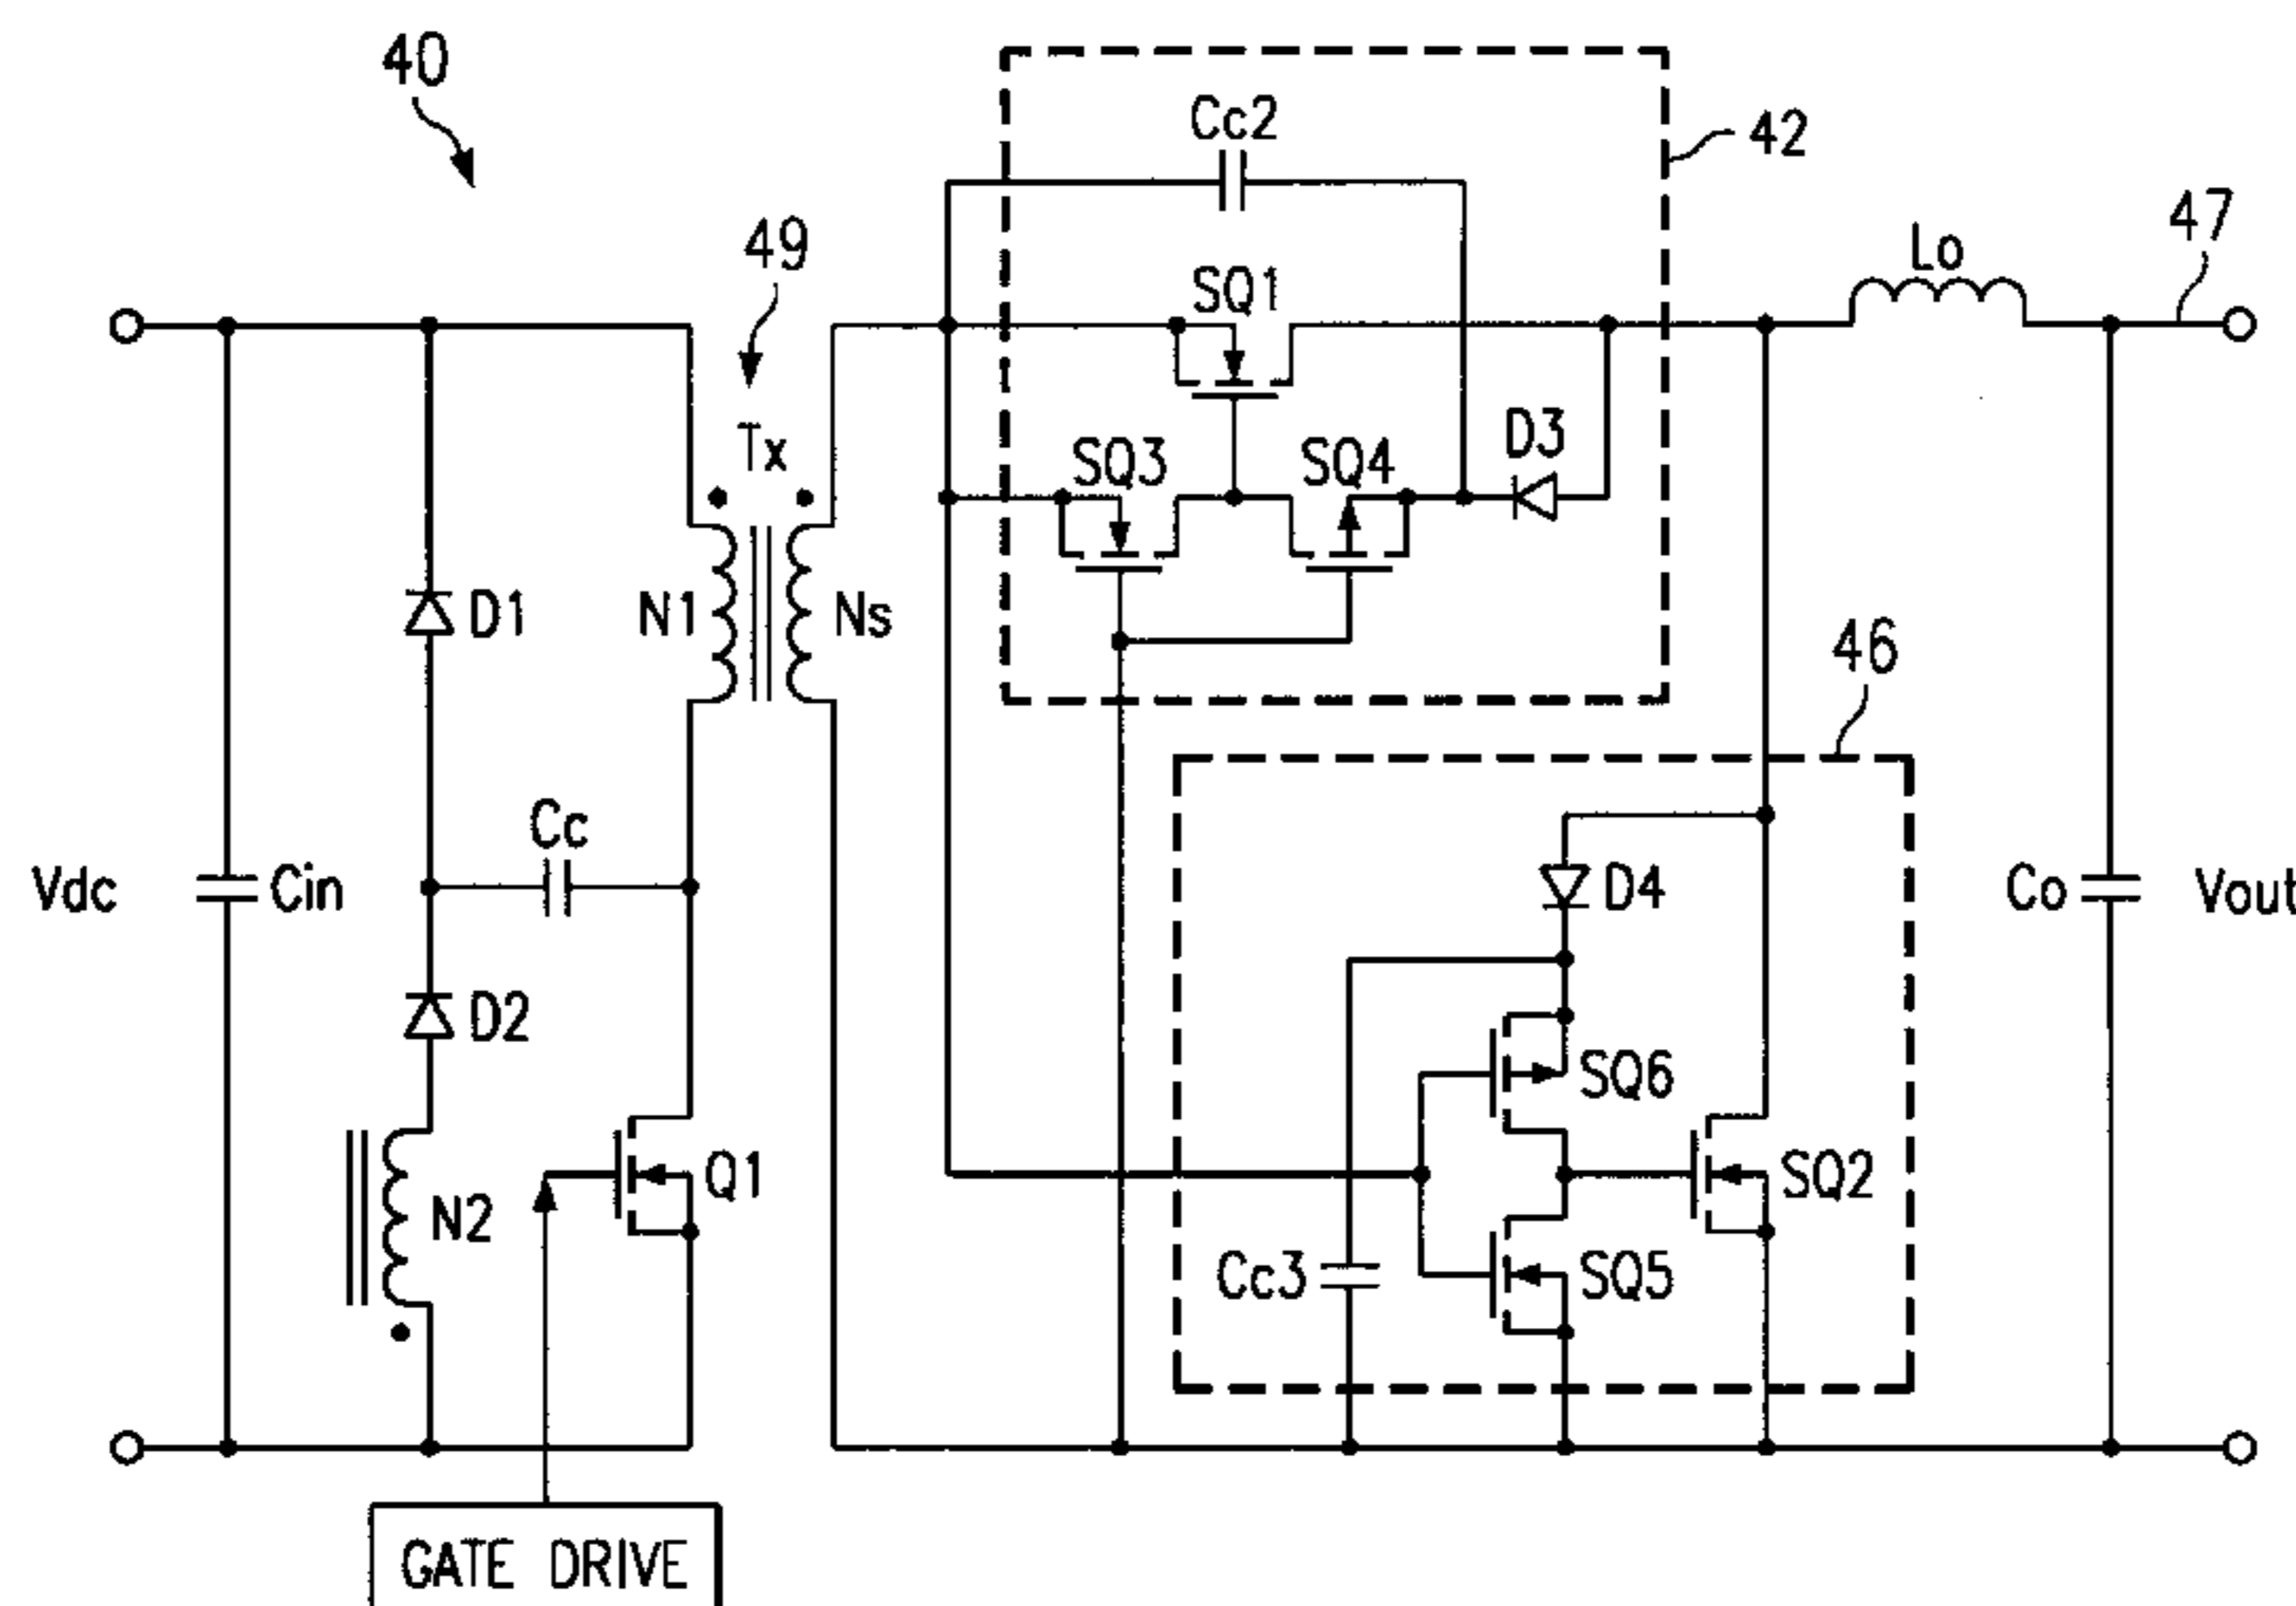 40
Cc2
42
49
47
SQ1
Lo
Tx
SQ3
SQ4
D3
D1
N1
Ns
46
Cc
Vdc
Cin
D4
Co
Vout
D2
SQ6
N2
Q1
SQ2
Cc3
SQ5
GATE DRIVE